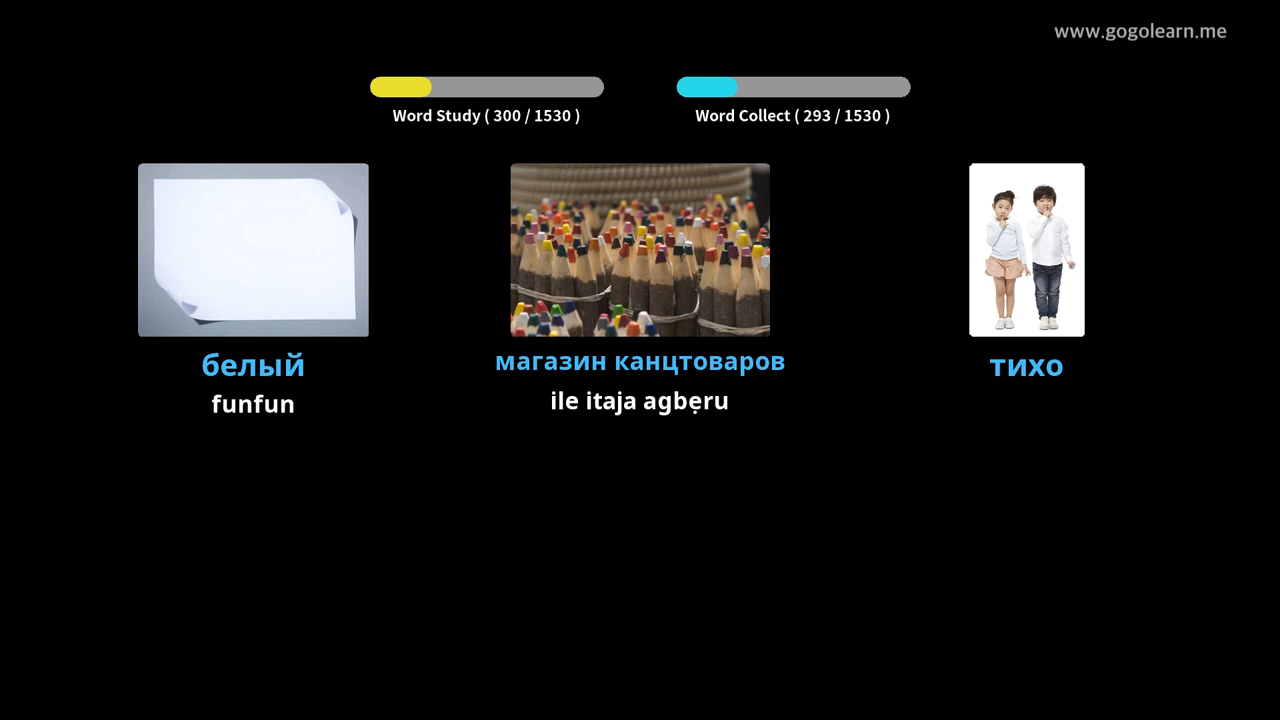 www.gogolearn.me
Word Study ( 300 / 1530 )
Word Collect ( 293 / 1530 )
белый
funfun
магазин канцтоваров
ile itaja agbẹru
тихо